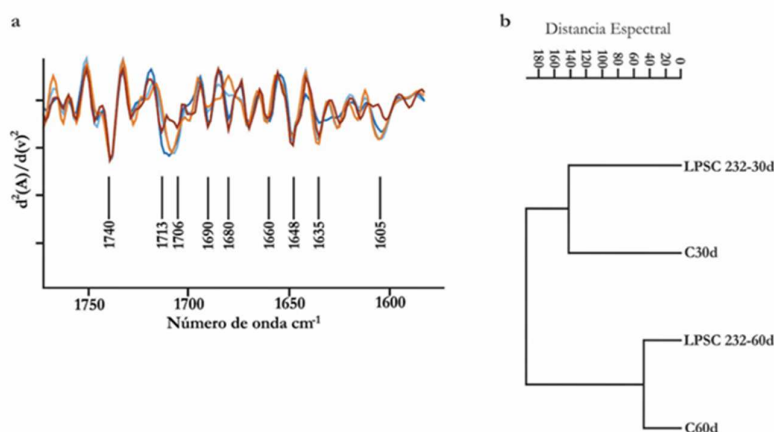 a
d²(A)/d(v)²
1740
1713
1706
1690
1680
1660
1648
1635
1605
1750
1700
1650
1600
Número de onda cm⁻¹
b
Distancia Espectral
180
160
140
120
100
80
60
40
20
0
LPSC 232-30d
C30d
LPSC 232-60d
C60d